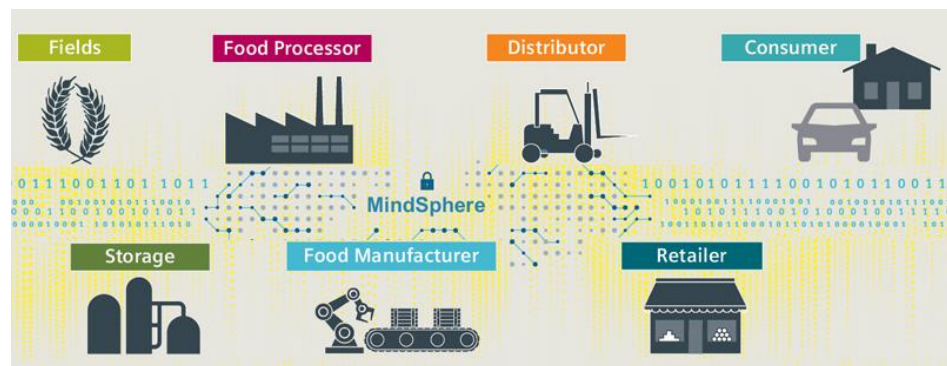 Fields
Food Processor
Distributor
Consumer
MindSphere
Storage
Food Manufacturer
Retailer